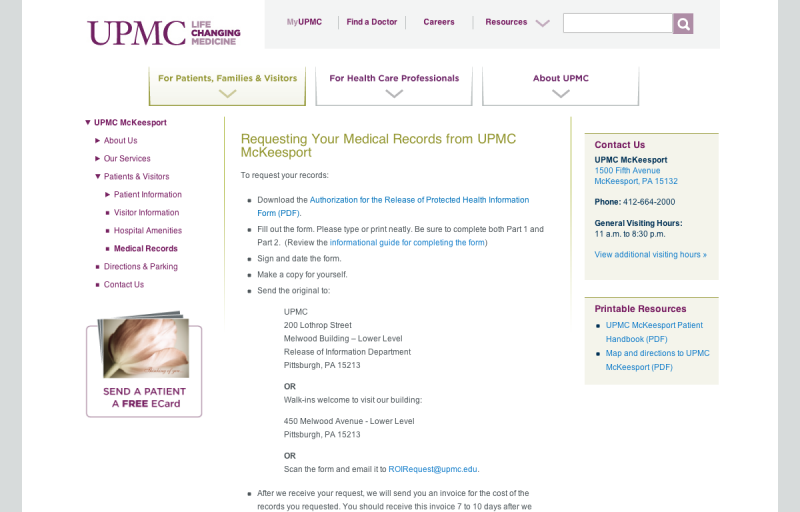 UPMC LIFE CHANGING MEDICINE
MyUPMC
Find a Doctor
Careers
Resources
For Patients, Families & Visitors
For Health Care Professionals
About UPMC
UPMC McKeesport
About Us
Our Services
Patients & Visitors
Patient Information
Visitor Information
Hospital Amenities
Medical Records
Directions & Parking
Contact Us
Thinking of you
SEND A PATIENT
A FREE ECard
Requesting Your Medical Records from UPMC
McKeesport
To request your records:
Download the Authorization for the Release of Protected Health Information
Form (PDF).
Fill out the form. Please type or print neatly. Be sure to complete both Part 1 and
Part 2. (Review the informational guide for completing the form)
Sign and date the form.
Make a copy for yourself.
Send the original to:
UPMC
200 Lothrop Street
Melwood Building – Lower Level
Release of Information Department
Pittsburgh, PA 15213
OR
Walk-ins welcome to visit our building:
450 Melwood Avenue - Lower Level
Pittsburgh, PA 15213
OR
Scan the form and email it to ROIRequest@upmc.edu.
After we receive your request, we will send you an invoice for the cost of the
records you requested. You should receive this invoice 7 to 10 days after we
Contact Us
UPMC McKeesport
1500 Fifth Avenue
McKeesport, PA 15132
Phone: 412-664-2000
General Visiting Hours:
11 a.m. to 8:30 p.m.
View additional visiting hours »
Printable Resources
UPMC McKeesport Patient
Handbook (PDF)
Map and directions to UPMC
McKeesport (PDF)